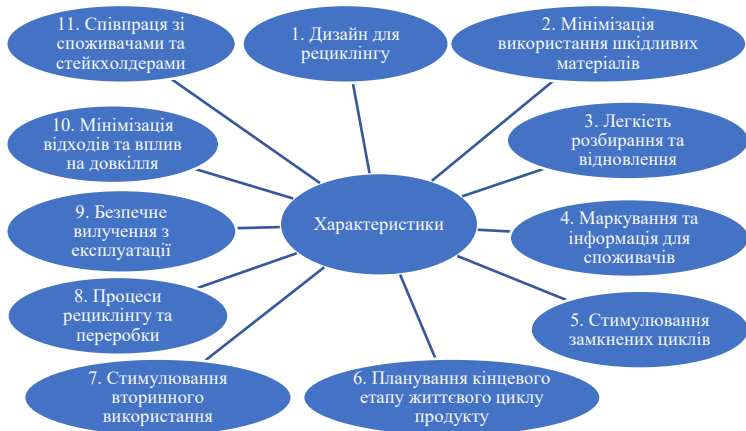 11. Співпраця зі
споживачами та
стейкхолдерами
1. Дизайн для
рециклінгу
2. Мінімізація
використання шкідливих
матеріалів
10. Мінімізація
відходів та вплив
на довкілля
3. Легкість
розбирання та
відновлення
Характеристики
9. Безпечне
вилучення з
експлуатації
4. Маркування та
інформація для
споживачів
8. Процеси
рециклінгу та
переробки
5. Стимулювання
замкнених циклів
7. Стимулювання
вторинного
використання
6. Планування кінцевого
етапу життєвого циклу
продукту